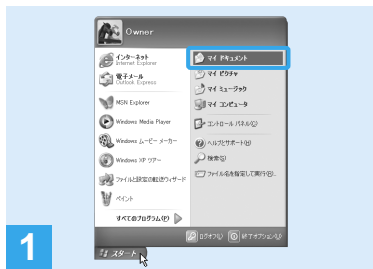 Owner
インターネット
Internet Explorer
電子メール
Outlook Express
MSN Explorer
Windows Media Player
Windows ムービー メーカー
Windows XP ツアー
ファイルと設定の転送ウィザード
ペイント
すべてのプログラム(P)
マイ ドキュメント
マイ ピクチャ
マイ ミュージック
マイ コンピュータ
コントロール パネル(C)
ヘルプとサポート(H)
検索(S)
ファイル名を指定して実行(R)...
ログオフ(L)
終了オプション(U)
スタート
1